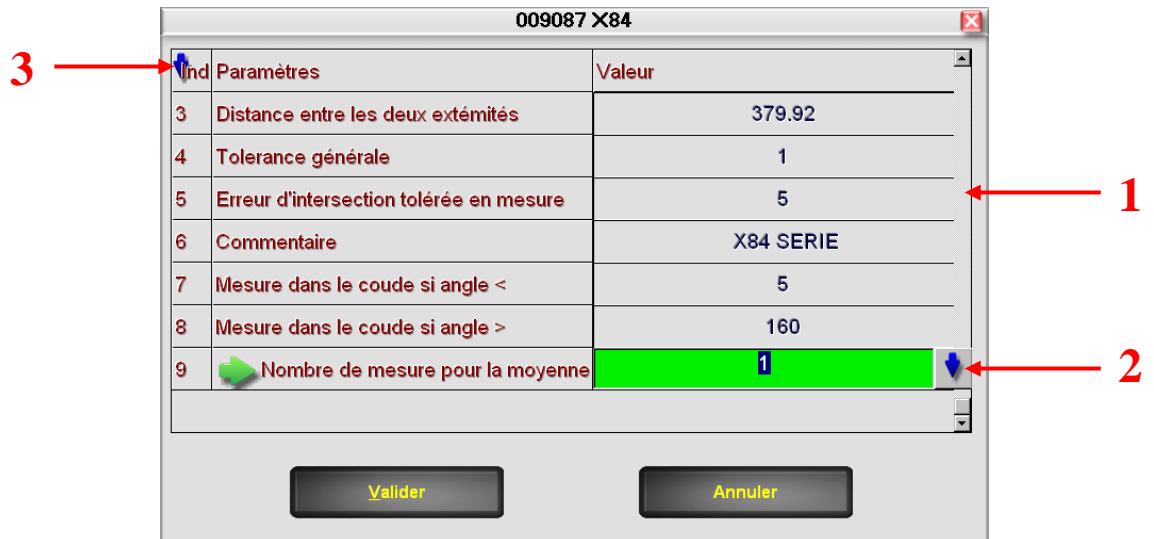 009087 X84
3
Ind Paramètres Valeur
3 Distance entre les deux extémités 379.92
4 Tolerance générale 1
5 Erreur d'intersection tolérée en mesure 5
1
6 Commentaire X84 SERIE
7 Mesure dans le coude si angle < 5
8 Mesure dans le coude si angle > 160
9 Nombre de mesure pour la moyenne 1
2
Valider Annuler